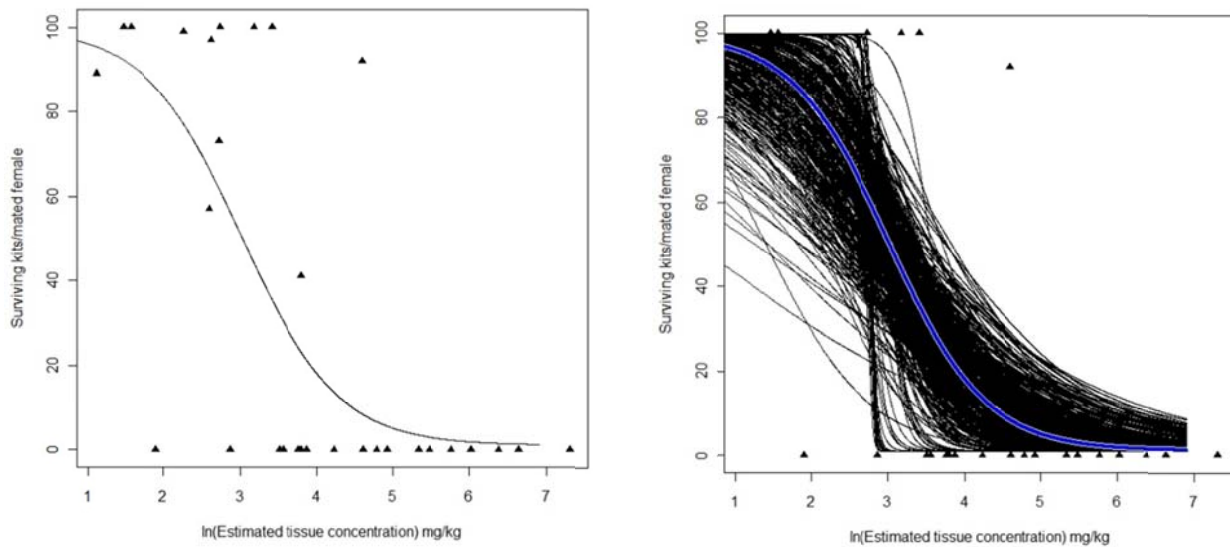 100
80
60
40
20
0
Surviving kits/mated female
1 2 3 4 5 6 7
ln(Estimated tissue concentration) mg/kg
100
80
60
40
20
0
Surviving kits/mated female
1 2 3 4 5 6 7
ln(Estimated tissue concentration) mg/kg